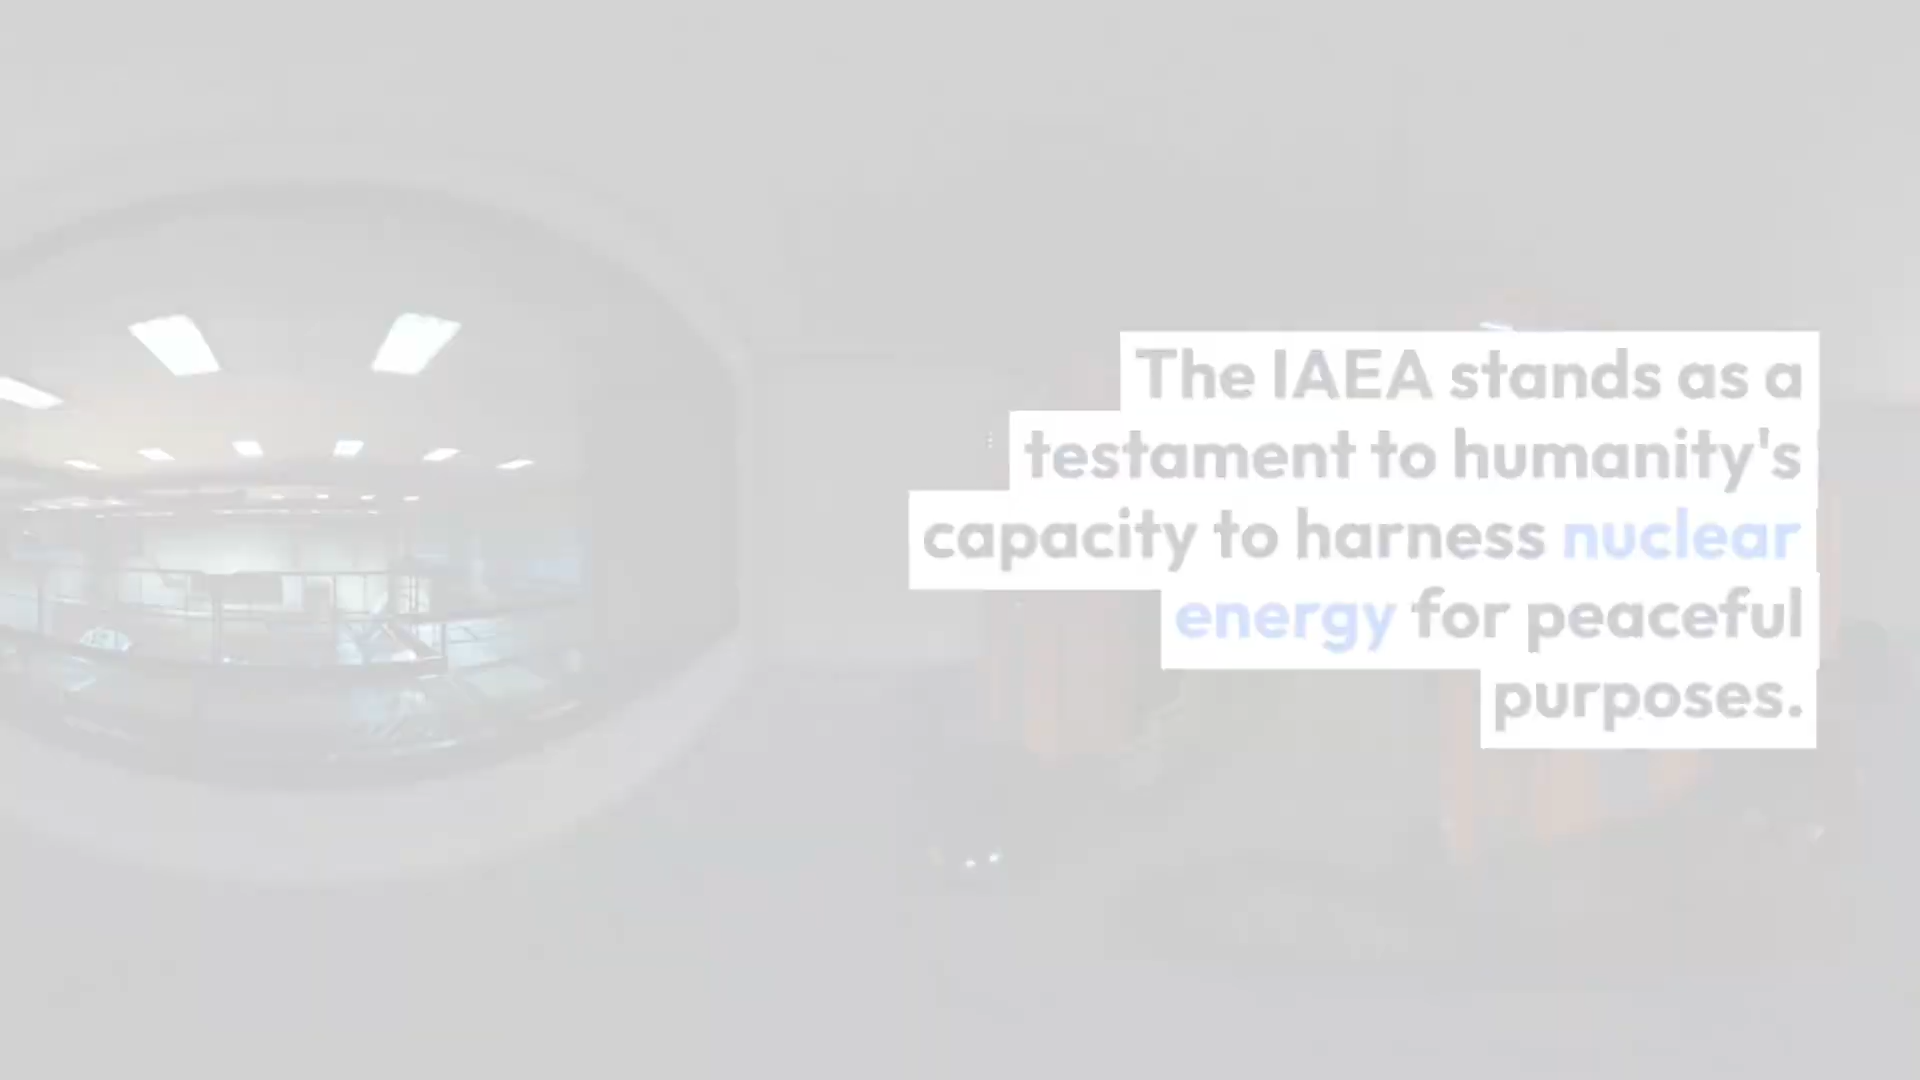 The IAEA stands as a
testament to humanity's
capacity to harness nuclear
energy for peaceful
purposes.